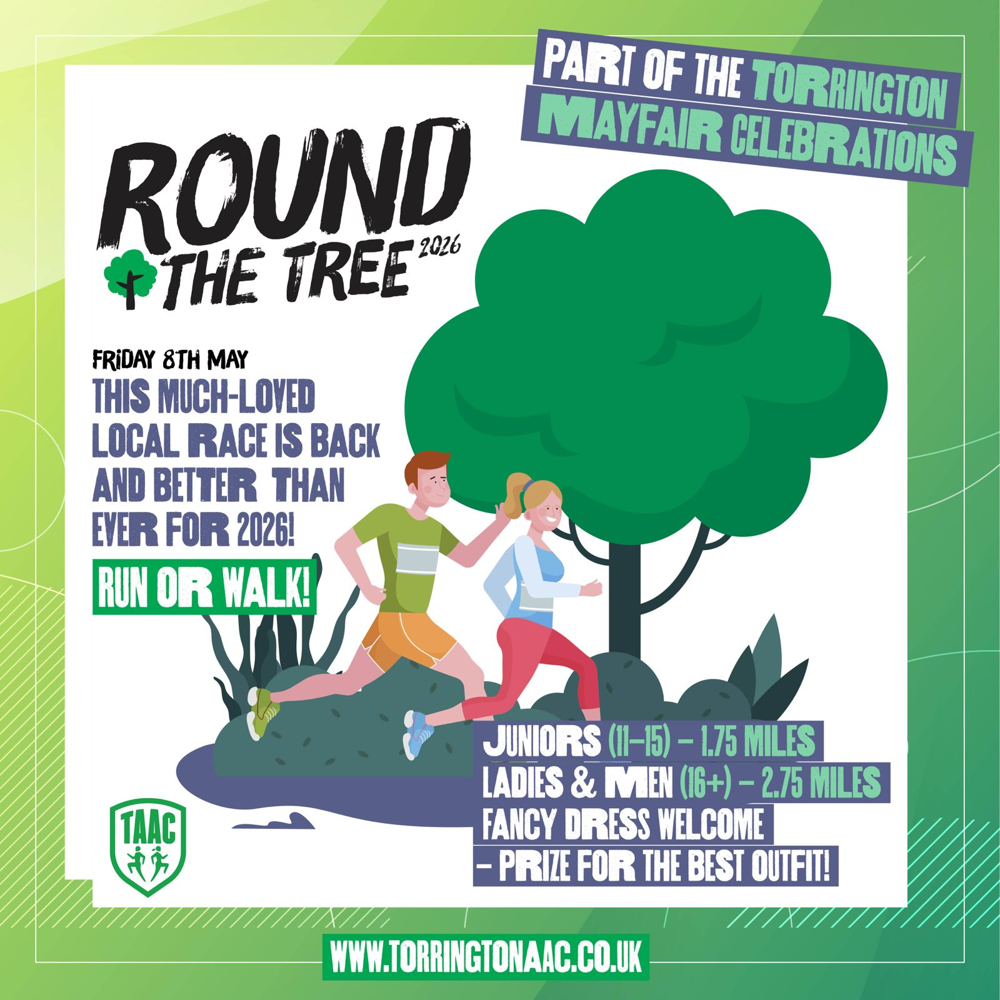 PART OF THE TORRINGTON
MAYFAIR CELEBRATIONS
ROUND
THE TREE 2026
FRIDAY 8TH MAY
THIS MUCH-LOVED
LOCAL RACE IS BACK
AND BETTER THAN
EVER FOR 2026!
RUN OR WALK!
JUNIORS (11–15) – 1.75 MILES
LADIES & MEN (16+) – 2.75 MILES
FANCY DRESS WELCOME
– PRIZE FOR THE BEST OUTFIT!
TAAC
WWW.TORRINGTONAAC.CO.UK